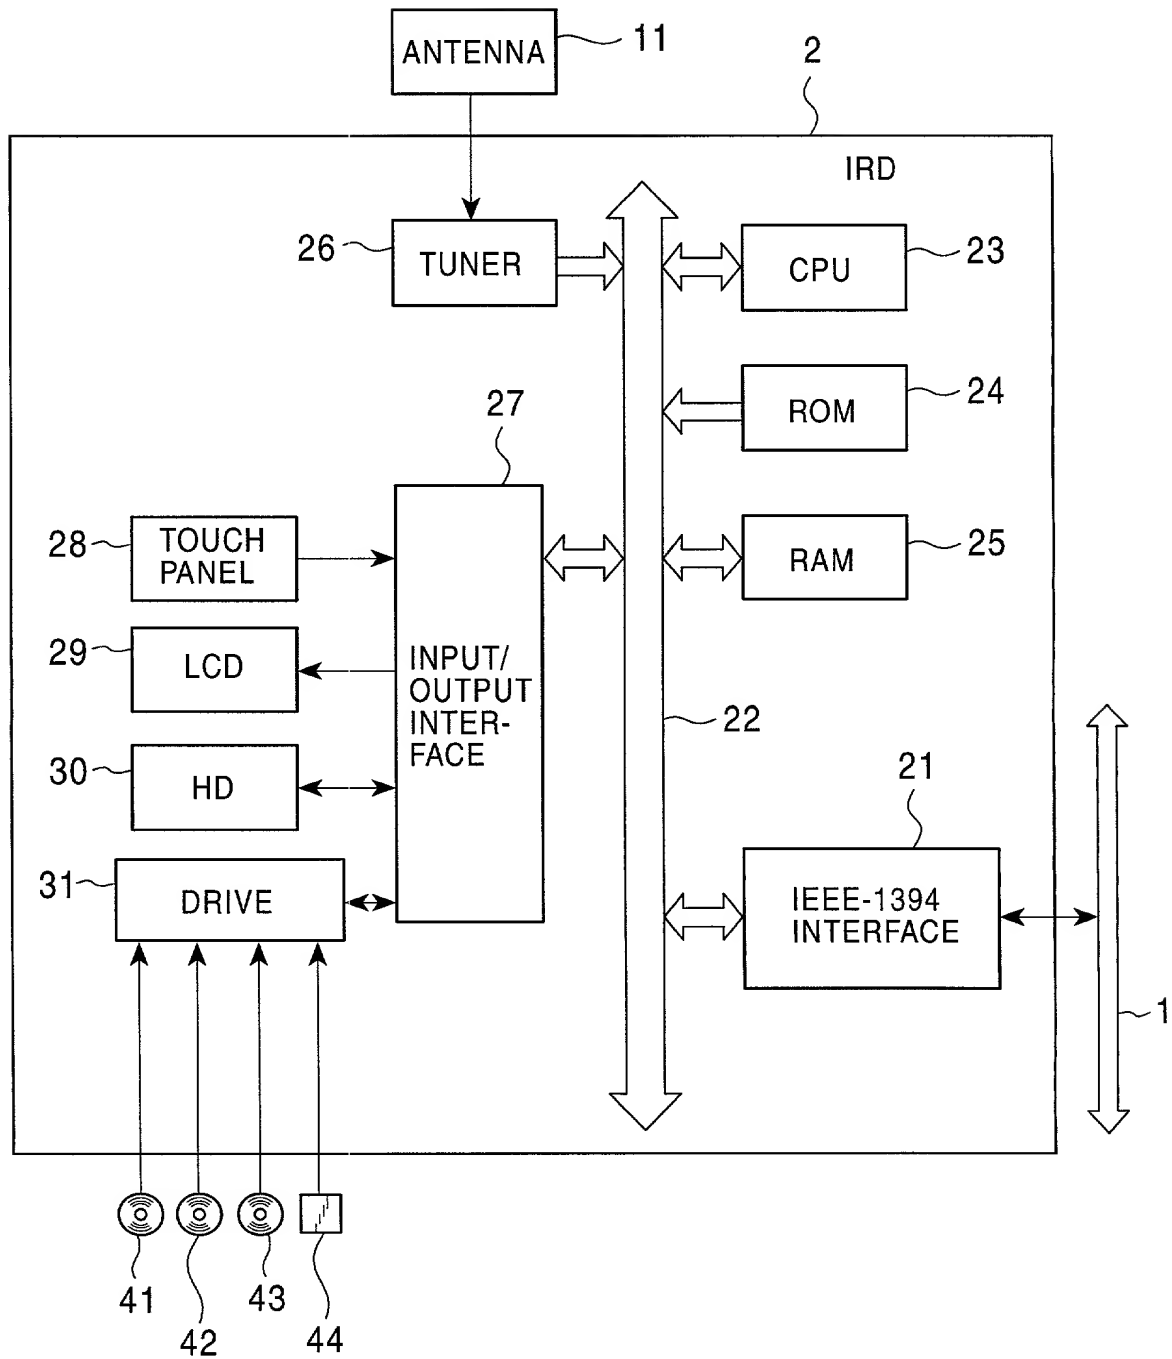 ANTENNA
11
2
IRD
26
TUNER
CPU
23
27
ROM
24
28
TOUCH
PANEL
RAM
25
29
LCD
INPUT/
OUTPUT
INTER-
FACE
22
30
HD
21
31
DRIVE
IEEE-1394
INTERFACE
1
41
42
43
44